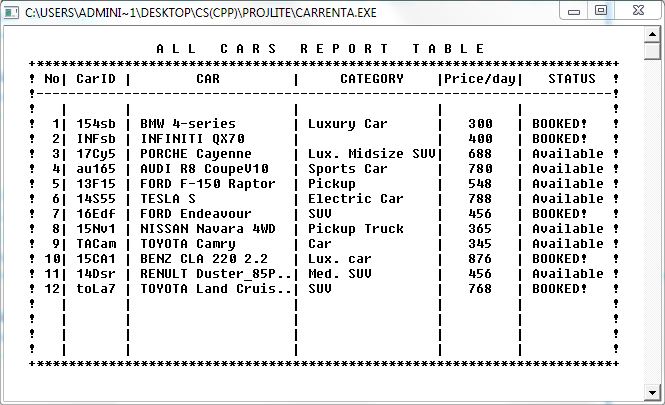 C:\USERS\ADMINI~1\DESKTOP\CS(CPP)\PROJLITE\CARRENTA.EXE
A L L C A R S R E P O R T T A B L E
No| CarID | CAR | CATEGORY |Price/day| STATUS
1| 154sb | BMW 4-series | Luxury Car | 300 | BOOKED!
2| INFsb | INFINITI QX70 | | 400 | BOOKED!
3| 17Cy5 | PORCHE Cayenne | Lux. Midsize SUV| 688 | Available
4| au165 | AUDI R8 CoupeV10 | Sports Car | 780 | Available
5| 13F15 | FORD F-150 Raptor | Pickup | 548 | Available
6| 14S55 | TESLA S | Electric Car | 788 | Available
7| 16Edf | FORD Endeavour | SUV | 456 | BOOKED!
8| 15Nv1 | NISSAN Navara 4WD | Pickup Truck | 365 | Available
9| TACam | TOYOTA Camry | Car | 345 | Available
10| 15CA1 | BENZ CLA 220 2.2 | Lux. car | 876 | BOOKED!
11| 14Dsr | RENULT Duster_85P..| Med. SUV | 456 | Available
12| toLa7 | TOYOTA Land Cruis..| SUV | 768 | BOOKED!